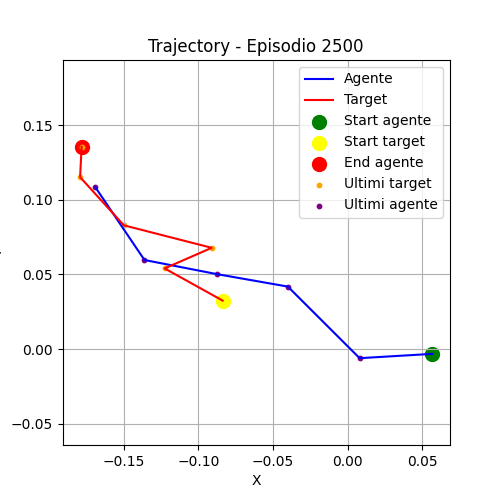 Trajectory - Episodio 2500
Agente
Target
Start agente
Start target
End agente
Ultimi target
Ultimi agente
0.15
0.10
0.05
0.00
−0.05
−0.15
−0.10
−0.05
0.00
0.05
X